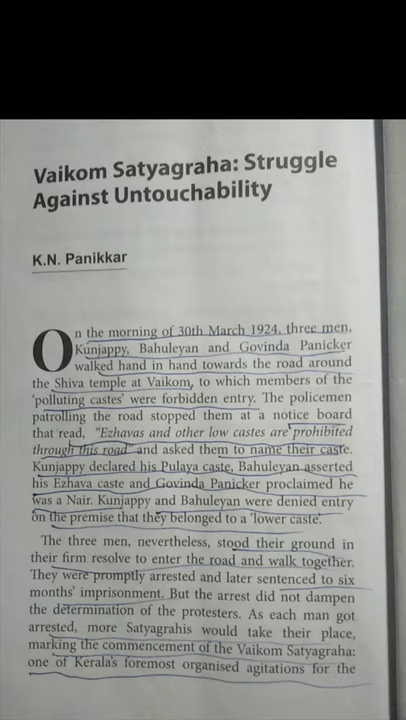 Vaikom Satyagraha: Struggle
Against Untouchability
K.N. Panikkar
On the morning of 30th March 1924, three men,
Kunjappy, Bahuleyan and Govinda Panicker
walked hand in hand towards the road around
the Shiva temple at Vaikom, to which members of the
‘polluting castes’ were forbidden entry. The policemen
patrolling the road stopped them at a notice board
that read, “Ezhavas and other low castes are prohibited
through this road” and asked them to name their caste.
Kunjappy declared his Pulaya caste, Bahuleyan asserted
his Ezhava caste and Govinda Panicker proclaimed he
was a Nair. Kunjappy and Bahuleyan were denied entry
on the premise that they belonged to a ‘lower caste.’
The three men, nevertheless, stood their ground in
their firm resolve to enter the road and walk together.
They were promptly arrested and later sentenced to six
months’ imprisonment. But the arrest did not dampen
the determination of the protesters. As each man got
arrested, more Satyagrahis would take their place,
marking the commencement of the Vaikom Satyagraha:
one of Kerala’s foremost organised agitations for the